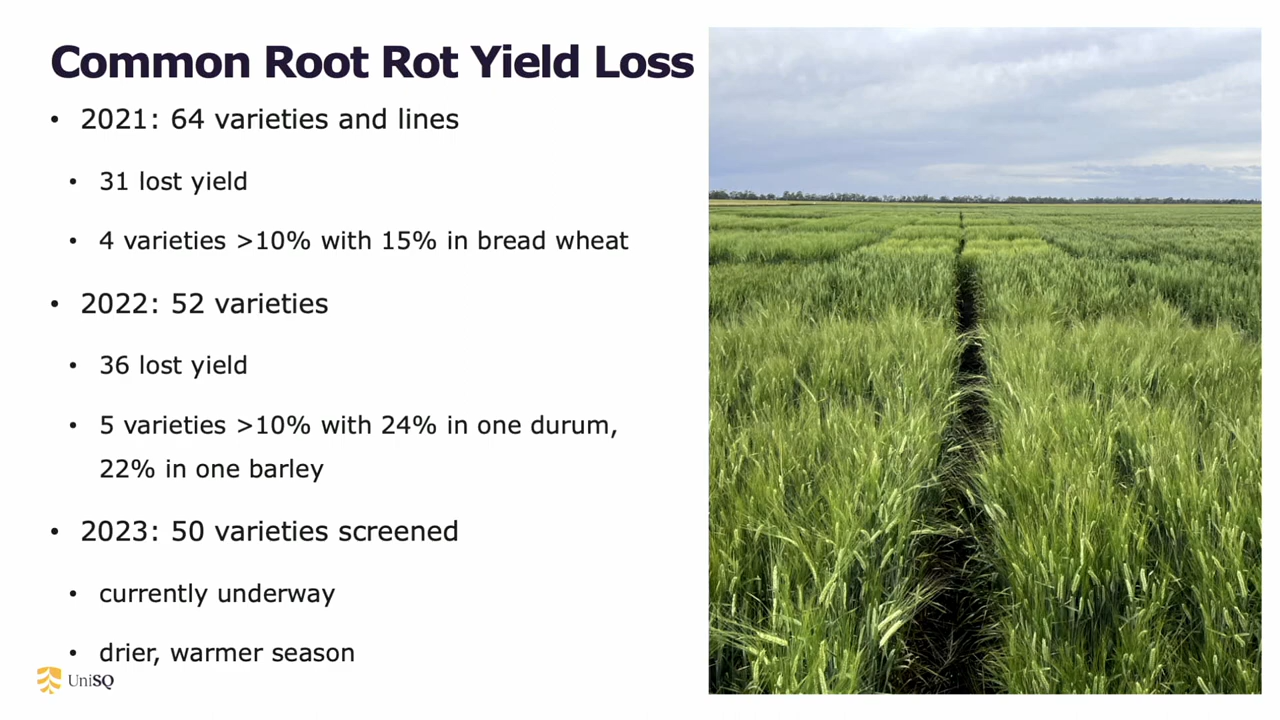 Common Root Rot Yield Loss
• 2021: 64 varieties and lines
• 31 lost yield
• 4 varieties >10% with 15% in bread wheat
• 2022: 52 varieties
• 36 lost yield
• 5 varieties >10% with 24% in one durum,
22% in one barley
• 2023: 50 varieties screened
• currently underway
• drier, warmer season
UniSQ